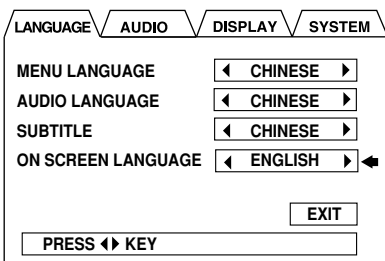 LANGUAGE AUDIO DISPLAY SYSTEM
MENU LANGUAGE ◀ CHINESE ▶
AUDIO LANGUAGE ◀ CHINESE ▶
SUBTITLE ◀ CHINESE ▶
ON SCREEN LANGUAGE ◀ ENGLISH ▶
EXIT
PRESS ◀▶ KEY